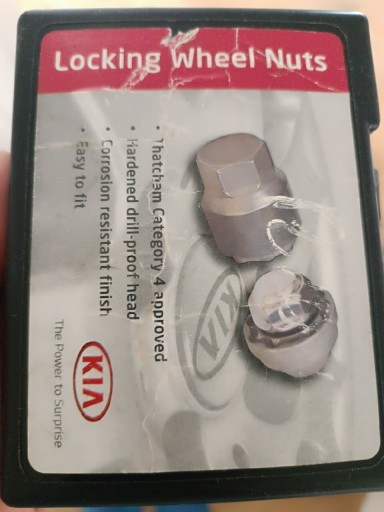 Locking Wheel Nuts
• Thatcham Category 4 approved
• Hardened drill-proof head
• Corrosion resistant finish
• Easy to fit
KIA
KIA
The Power to Surprise